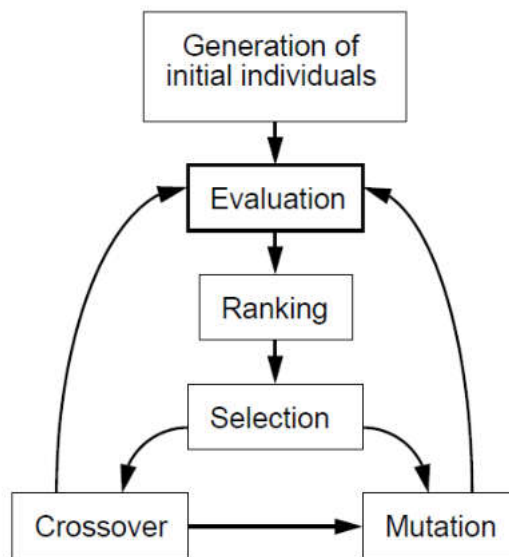 Generation of
initial individuals
Evaluation
Ranking
Selection
Crossover
Mutation